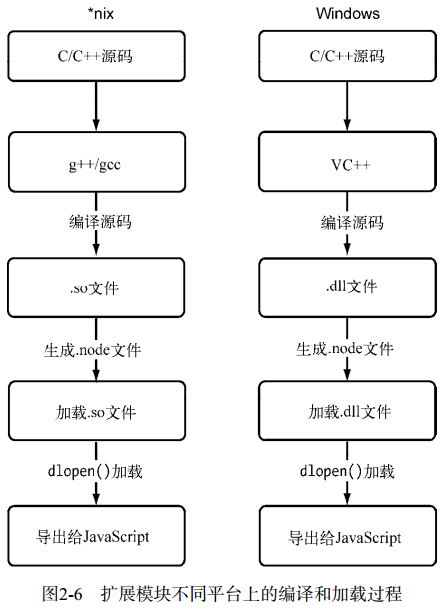 *nix
C/C++源码
g++/gcc
编译源码
.so文件
生成.node文件
加载.so文件
dlopen()加载
导出给JavaScript
Windows
C/C++源码
VC++
编译源码
.dll文件
生成.node文件
加载.dll文件
dlopen()加载
导出给JavaScript
图2-6 扩展模块不同平台上的编译和加载过程